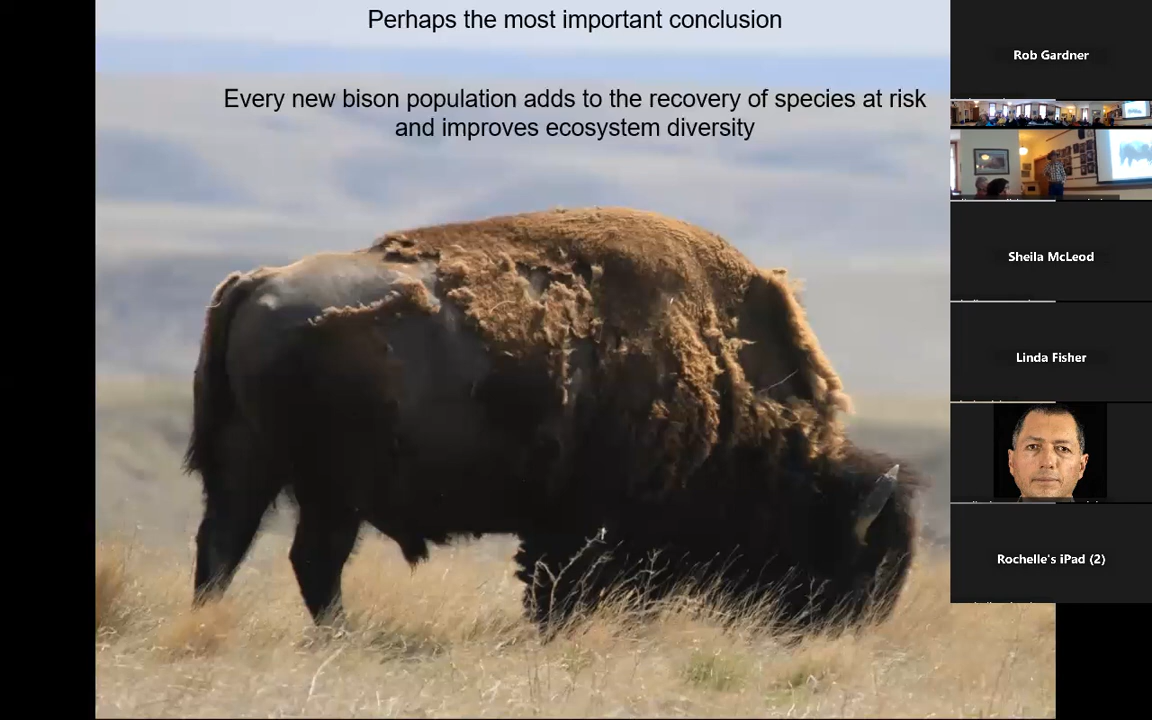 Perhaps the most important conclusion
Every new bison population adds to the recovery of species at risk
and improves ecosystem diversity
Rob Gardner
Sheila McLeod
Linda Fisher
Rochelle's iPad (2)